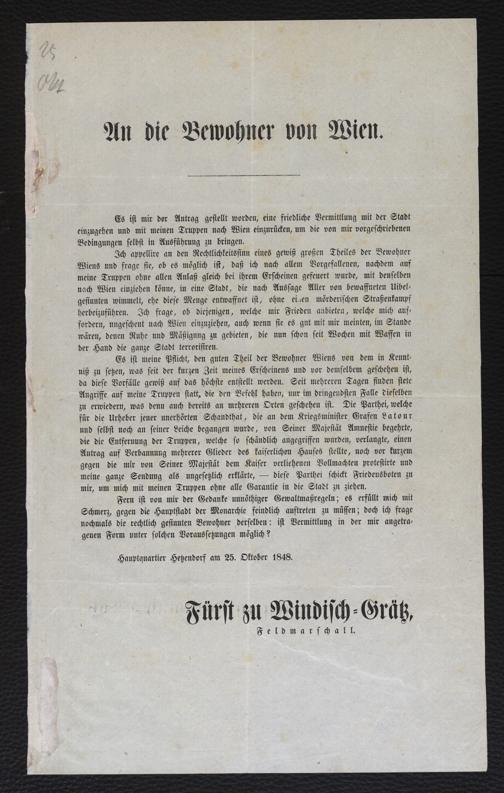 25
Okt
An die Bewohner von Wien.
Es ist mir der Antrag gestellt worden, eine friedliche Vermittlung mit der Stadt
einzugehen und mit meinen Truppen nach Wien einzurücken, um die von mir vorgeschriebenen
Bedingungen selbst in Ausführung zu bringen.
Ich appellire an den Rechtlichkeitssinn eines gewiß großen Theiles der Bewohner
Wiens und frage sie, ob es möglich ist, daß ich nach allem Vorgefallenen, nachdem auf
meine Truppen ohne allen Anlaß gleich bei ihrem Erscheinen gefeuert wurde, mit denselben
nach Wien einziehen könne, in eine Stadt, die nach Aussage Aller von bewaffneten Uibel-
gesinnten wimmelt, ehe diese Menge entwaffnet ist, ohne einen mörderischen Straßenkampf
herbeizuführen. Ich frage, ob diejenigen, welche mir Frieden anbieten, welche mich auf-
fordern, ungescheut nach Wien einzuziehen, auch wenn sie es gut mit mir meinten, im Stande
wären, denen Ruhe und Mäßigung zu gebieten, die nun schon seit Wochen mit Waffen in
der Hand die ganze Stadt terrorisiren.
Es ist meine Pflicht, den guten Theil der Bewohner Wiens von dem in Kennt-
niß zu setzen, was seit der kurzen Zeit meines Erscheinens und vor demselbem geschehen ist,
da diese Vorfälle gewiß auf das höchste entstellt werden. Seit mehreren Tagen finden stete
Angriffe auf meine Truppen statt, die den Befehl haben, nur im dringendsten Falle dieselben
zu erwiedern, was denn auch bereits an mehreren Orten geschehen ist. Die Parthei, welche
für die Urheber jener unerhörten Schandthat, die an dem Kriegsminister Grafen Latour
und selbst noch an seiner Leiche begangen wurde, von Seiner Majestät Amnestie begehrte,
die die Entfernung der Truppen, welche so schändlich angegriffen wurden, verlangte, einen
Antrag auf Verbannung mehrerer Glieder des kaiserlichen Hauses stellte, noch vor kurzem
gegen die mir von Seiner Majestät dem Kaiser verliehenen Vollmachten protestirte und
meine ganze Sendung als ungesetzlich erklärte, — diese Parthei schickt Friedensboten zu
mir, um mich mit meinen Truppen ohne alle Garantie in die Stadt zu ziehen.
Fern ist von mir der Gedanke unnöthiger Gewaltmaßregeln; es erfüllt mich mit
Schmerz, gegen die Hauptstadt der Monarchie feindlich auftreten zu müssen; doch ich frage
nochmals die rechtlich gesinnten Bewohner derselben: ist Vermittlung in der mir angetra-
genen Form unter solchen Voraussetzungen möglich?
Hauptquartier Hetzendorf am 25. Oktober 1848.
Fürst zu Windisch-Grätz,
Feldmarschall.